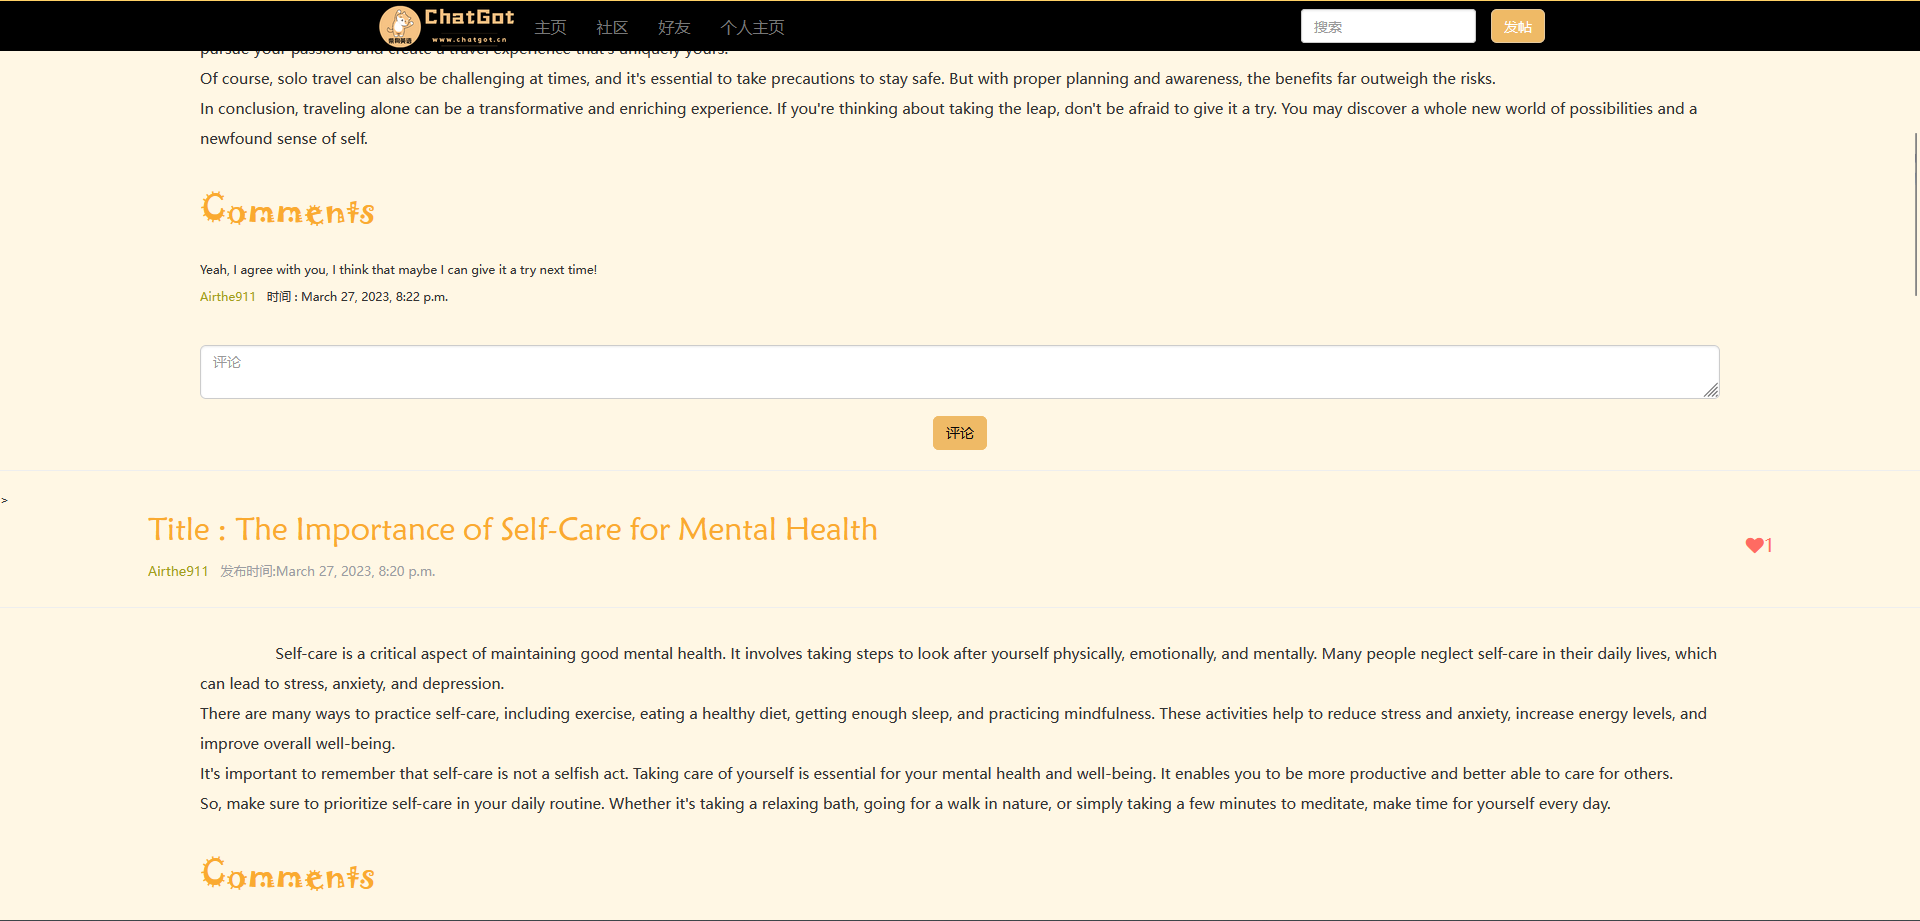 ChatGot
www.chatgot.cn
主页 社区 好友 个人主页 搜索 发帖
pursue your passions and create a travel experience that's uniquely yours.
Of course, solo travel can also be challenging at times, and it's essential to take precautions to stay safe. But with proper planning and awareness, the benefits far outweigh the risks.
In conclusion, traveling alone can be a transformative and enriching experience. If you're thinking about taking the leap, don't be afraid to give it a try. You may discover a whole new world of possibilities and a
newfound sense of self.
Comments
Yeah, I agree with you, I think that maybe I can give it a try next time!
Airthe911 时间 : March 27, 2023, 8:22 p.m.
评论
评论
>
Title : The Importance of Self-Care for Mental Health
1
Airthe911 发布时间:March 27, 2023, 8:20 p.m.
Self-care is a critical aspect of maintaining good mental health. It involves taking steps to look after yourself physically, emotionally, and mentally. Many people neglect self-care in their daily lives, which
can lead to stress, anxiety, and depression.
There are many ways to practice self-care, including exercise, eating a healthy diet, getting enough sleep, and practicing mindfulness. These activities help to reduce stress and anxiety, increase energy levels, and
improve overall well-being.
It's important to remember that self-care is not a selfish act. Taking care of yourself is essential for your mental health and well-being. It enables you to be more productive and better able to care for others.
So, make sure to prioritize self-care in your daily routine. Whether it's taking a relaxing bath, going for a walk in nature, or simply taking a few minutes to meditate, make time for yourself every day.
Comments